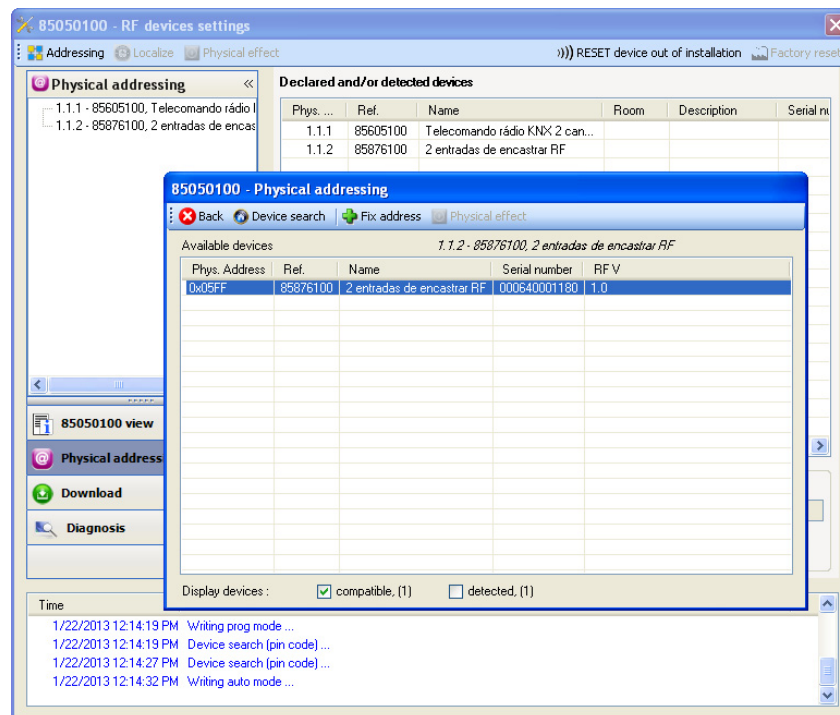 85050100 - RF devices settings
Addressing Localize Physical effect ))) RESET device out of installation Factory reset
Physical addressing «
1.1.1 - 85605100, Telecomando rádio
1.1.2 - 85876100, 2 entradas de encas
Declared and/or detected devices
Phys. ... Ref. Name Room Description Serial nu
1.1.1 85605100 Telecomando rádio KNX 2 can...
1.1.2 85876100 2 entradas de encastrar RF
85050100 - Physical addressing
Back Device search Fix address Physical effect
Available devices 1.1.2 - 85876100, 2 entradas de encastrar RF
Phys. Address Ref. Name Serial number RF V
0x05FF 85876100 2 entradas de encastrar RF 000640001180 1.0
85050100 view
Physical address
Download
Diagnosis
Display devices : compatible, (1) detected, (1)
Time
1/22/2013 12:14:19 PM Writing prog mode ...
1/22/2013 12:14:19 PM Device search (pin code) ...
1/22/2013 12:14:27 PM Device search (pin code) ...
1/22/2013 12:14:32 PM Writing auto mode ...